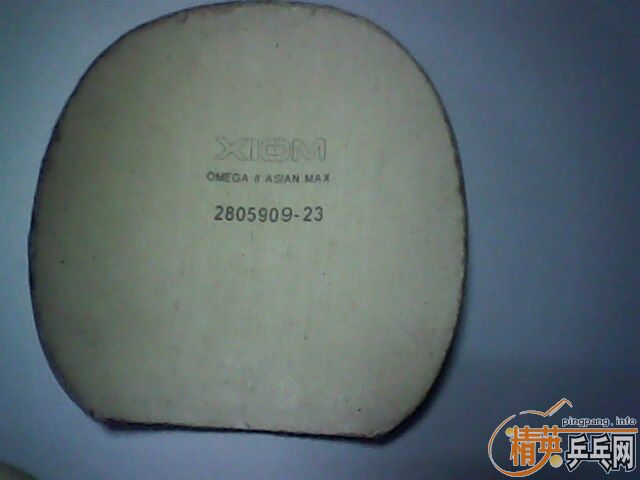 XIOM
OMEGA II ASIAN MAX
2805909-23
pingpang.info
精英乒乓网